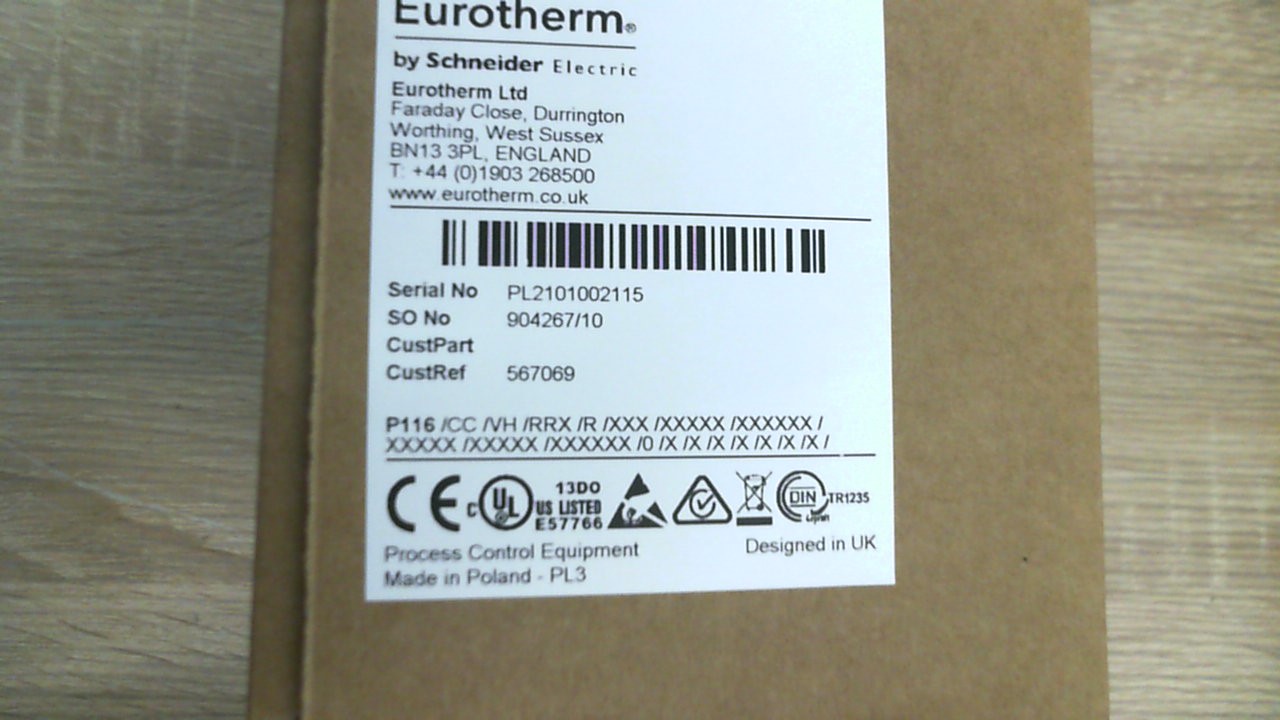 Eurotherm®
by Schneider Electric
Eurotherm Ltd
Faraday Close, Durrington
Worthing, West Sussex
BN13 3PL, ENGLAND
T: +44 (0)1903 268500
www.eurotherm.co.uk
Serial No PL2101002115
SO No 904267/10
CustPart
CustRef 567069
P116 /CC /VH /RRX /R /XXX /XXXXX /XXXXXX /
XXXXX /XXXXX /XXXXXX /0 /X /X /X /X /X /X /X /
CE c UL US LISTED 13DO E57766 DIN Geprüft TR1235
Process Control Equipment Designed in UK
Made in Poland - PL3